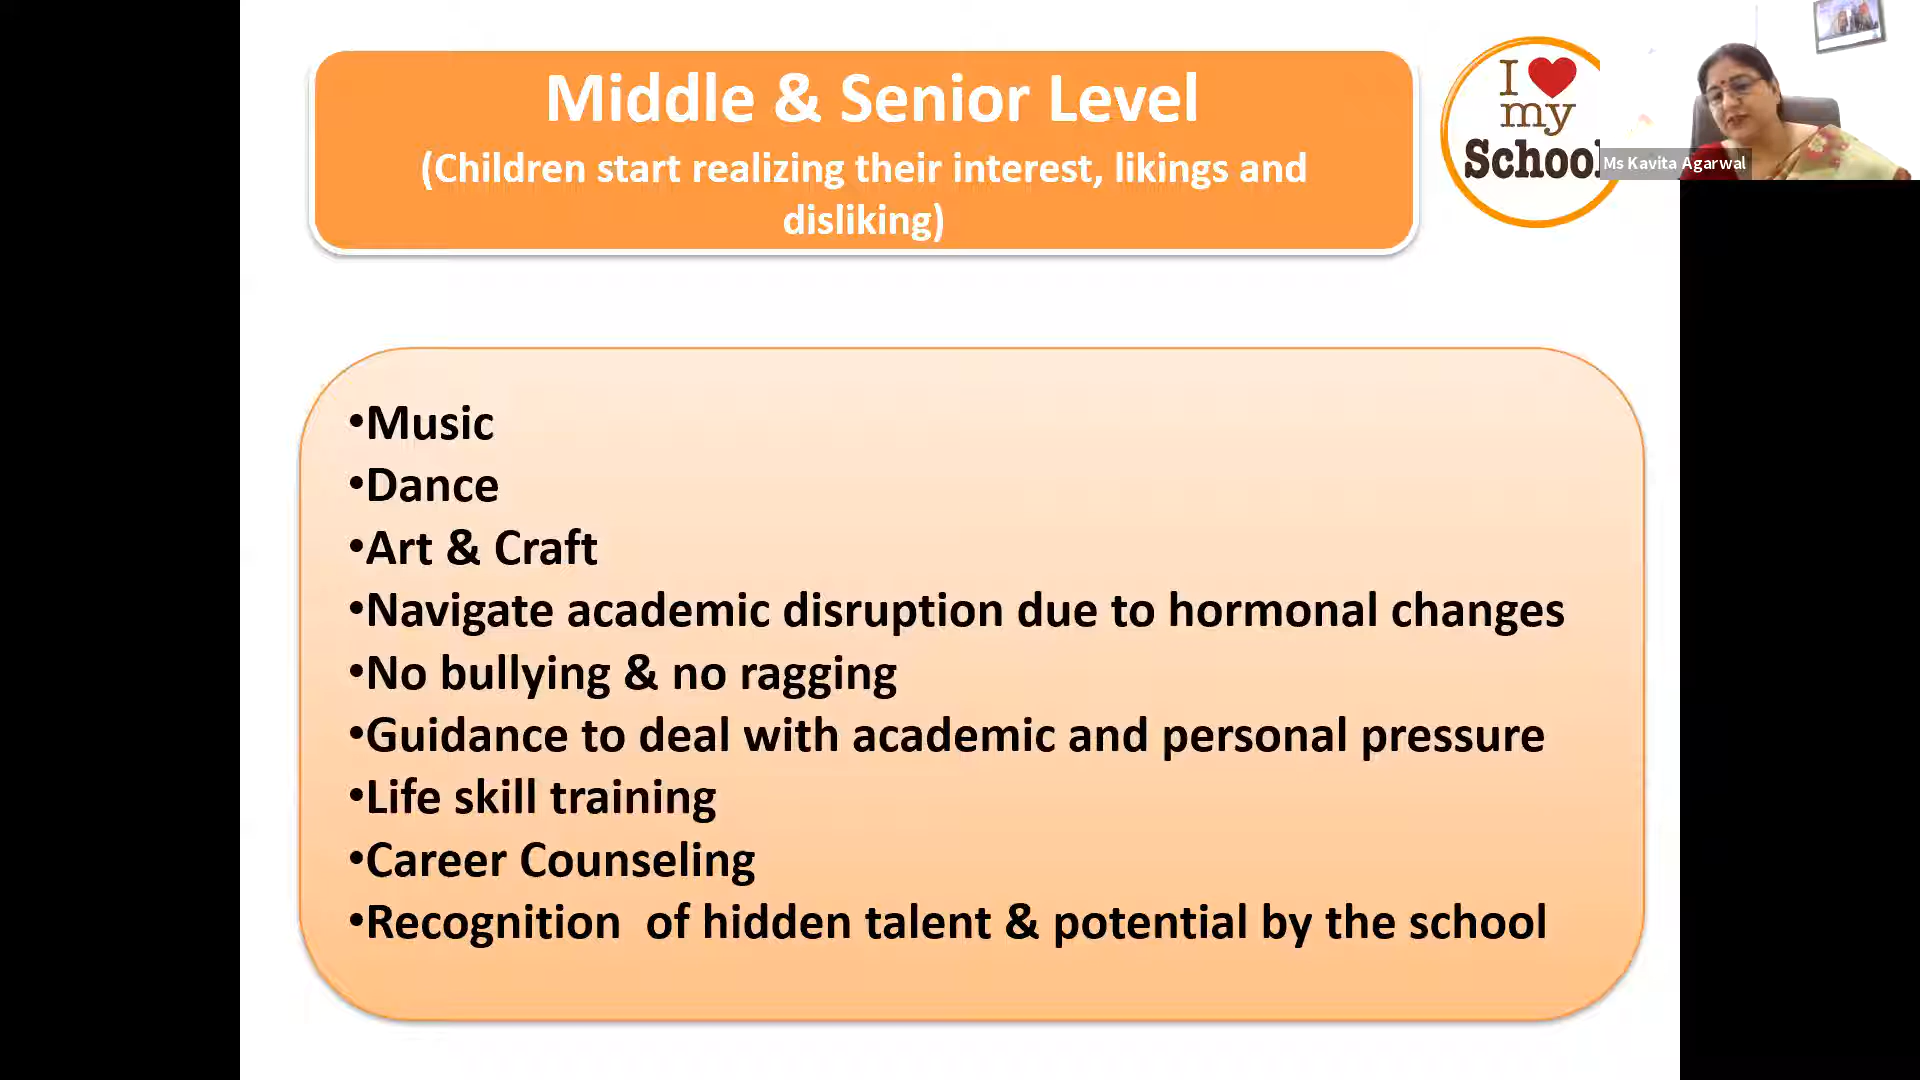 Middle & Senior Level
(Children start realizing their interest, likings and
disliking)
I
my
School
Ms Kavita Agarwal
•Music
•Dance
•Art & Craft
•Navigate academic disruption due to hormonal changes
•No bullying & no ragging
•Guidance to deal with academic and personal pressure
•Life skill training
•Career Counseling
•Recognition  of hidden talent & potential by the school